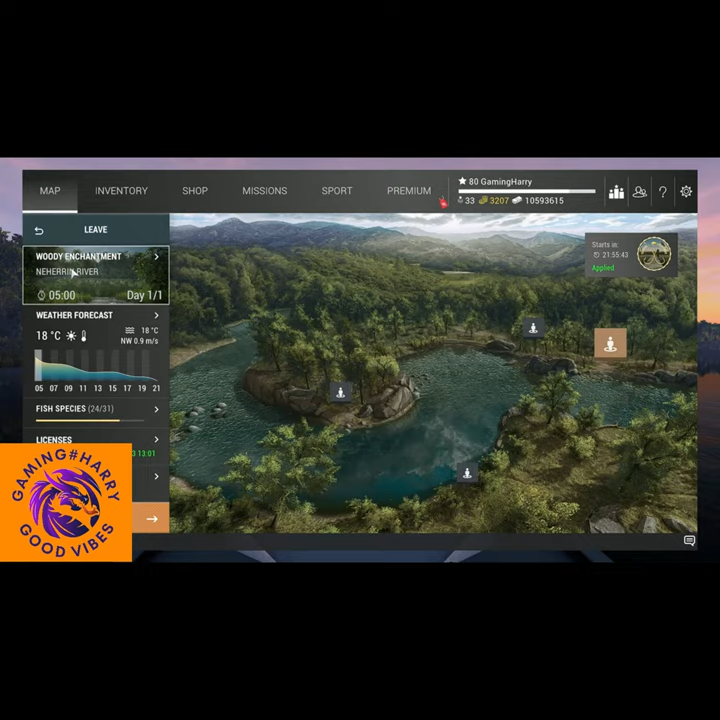 MAP INVENTORY SHOP MISSIONS SPORT PREMIUM
80 GamingHarry
33 3207 10593615
?
LEAVE
WOODY ENCHANTMENT
NEHERRIN RIVER
05:00 Day 1/1
WEATHER FORECAST
18 °C 18 °C
NW 0.9 m/s
05 07 09 11 13 15 17 19 21
FISH SPECIES (24/31)
LICENSES
13:01
Starts in:
21:55:43
Applied
GAMING#HARRY
GOOD VIBES